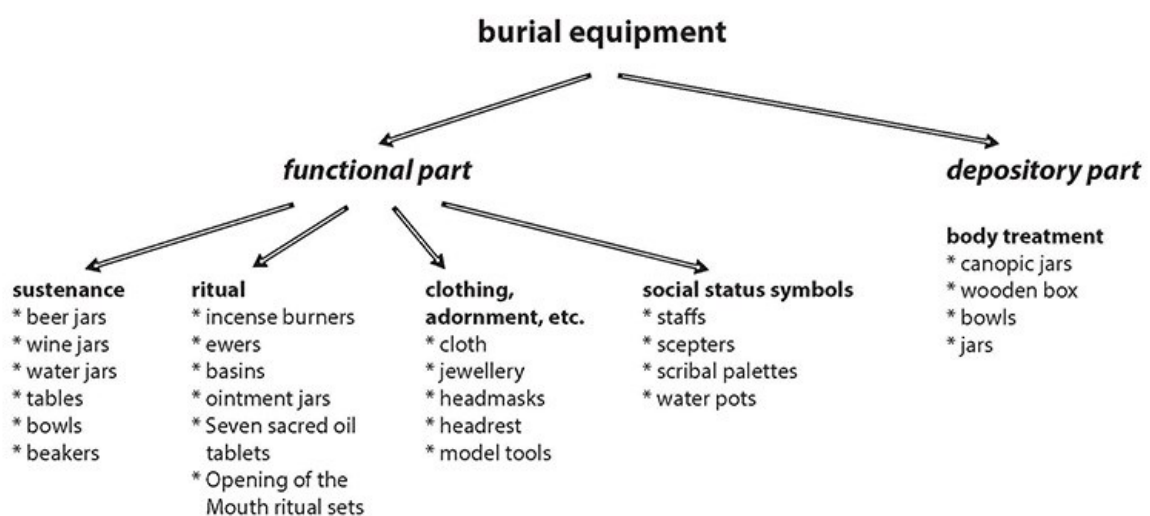 burial equipment
functional part
depository part
sustenance
* beer jars
* wine jars
* water jars
* tables
* bowls
* beakers
ritual
* incense burners
* ewers
* basins
* ointment jars
* Seven sacred oil
tablets
* Opening of the
Mouth ritual sets
clothing,
adornment, etc.
* cloth
* jewellery
* headmasks
* headrest
* model tools
social status symbols
* staffs
* scepters
* scribal palettes
* water pots
body treatment
* canopic jars
* wooden box
* bowls
* jars